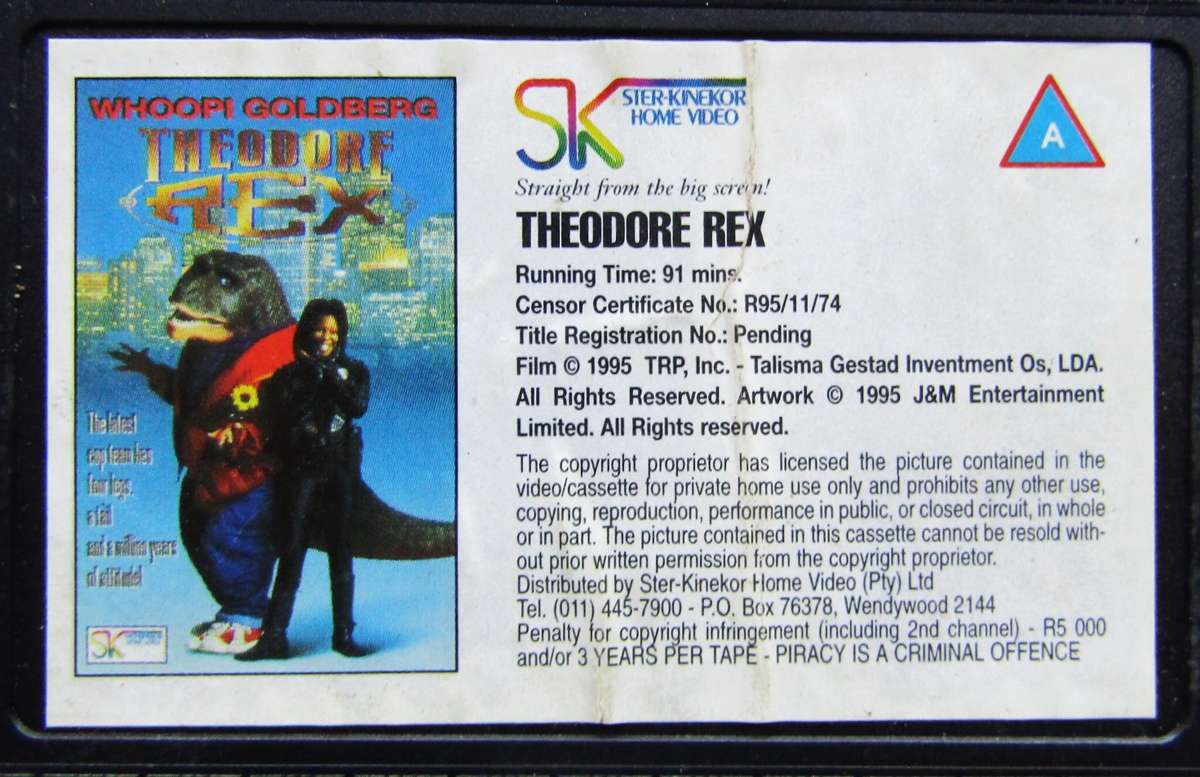 WHOOPI GOLDBERG
THEODORE
REX
The latest
cop team has
four legs,
a tail
and a million years
of attitude!
SK
SK STER-KINEKOR
HOME VIDEO
Straight from the big screen!
A
THEODORE REX
Running Time: 91 mins.
Censor Certificate No.: R95/11/74
Title Registration No.: Pending
Film © 1995 TRP, Inc. - Talisma Gestad Inventment Os, LDA.
All Rights Reserved. Artwork © 1995 J&M Entertainment
Limited. All Rights reserved.
The copyright proprietor has licensed the picture contained in the
video/cassette for private home use only and prohibits any other use,
copying, reproduction, performance in public, or closed circuit, in whole
or in part. The picture contained in this cassette cannot be resold with-
out prior written permission from the copyright proprietor.
Distributed by Ster-Kinekor Home Video (Pty) Ltd
Tel. (011) 445-7900 - P.O. Box 76378, Wendywood 2144
Penalty for copyright infringement (including 2nd channel) - R5 000
and/or 3 YEARS PER TAPE - PIRACY IS A CRIMINAL OFFENCE